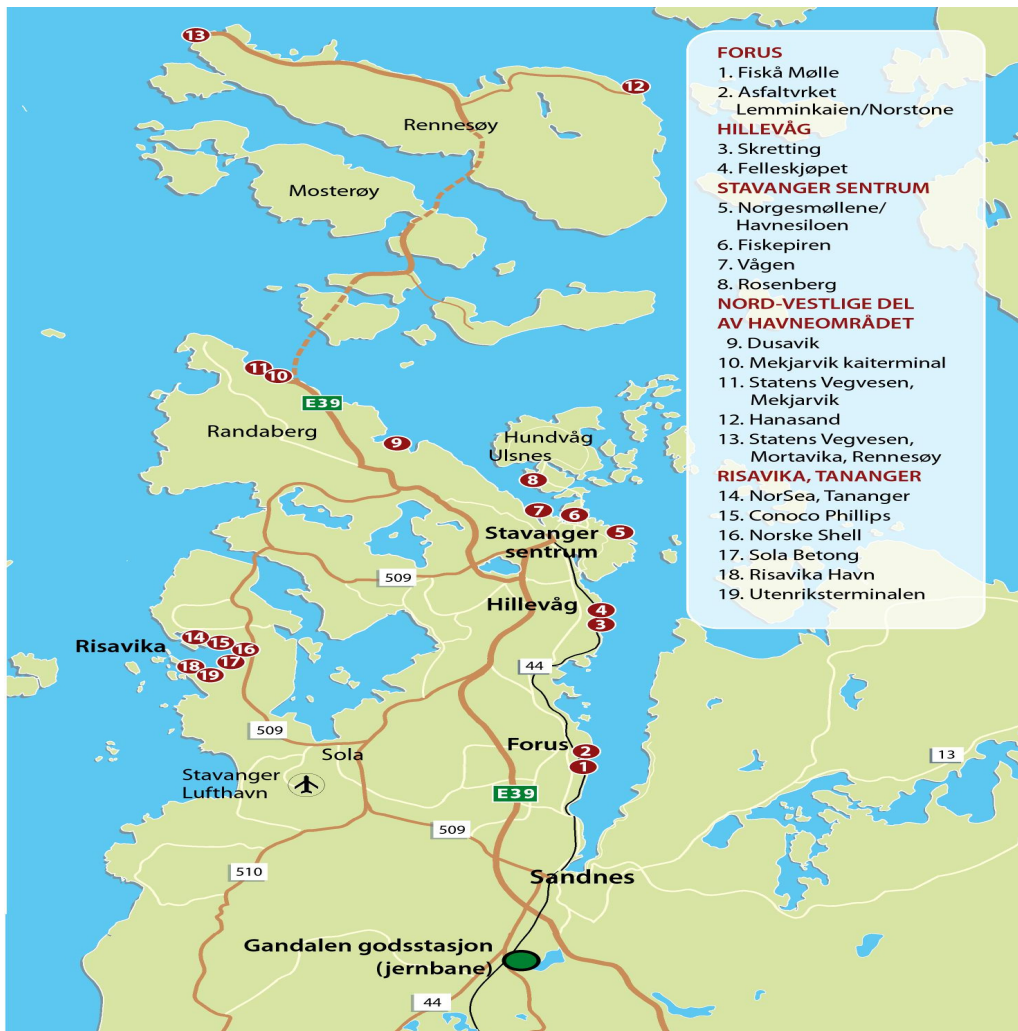 13
12
Rennesøy
Mosterøy
11
10
E39
Randaberg
9
Hundvåg
Ulsnes
8
7
6
5
Stavanger
sentrum
509
Hillevåg
4
3
Risavika
14
15
16
17
18
19
44
509
Sola
Forus
2
1
Stavanger
Lufthavn
E39
13
509
510
Sandnes
Gandalen godsstasjon
(jernbane)
44
FORUS
1. Fiskå Mølle
2. Asfaltvrket
Lemminkaien/Norstone
HILLEVÅG
3. Skretting
4. Felleskjøpet
STAVANGER SENTRUM
5. Norgesmøllene/
Havnesiloen
6. Fiskepiren
7. Vågen
8. Rosenberg
NORD-VESTLIGE DEL
AV HAVNEOMRÅDET
9. Dusavik
10. Mekjarvik kaiterminal
11. Statens Vegvesen,
Mekjarvik
12. Hanasand
13. Statens Vegvesen,
Mortavika, Rennesøy
RISAVIKA, TANANGER
14. NorSea, Tananger
15. Conoco Phillips
16. Norske Shell
17. Sola Betong
18. Risavika Havn
19. Utenriksterminalen